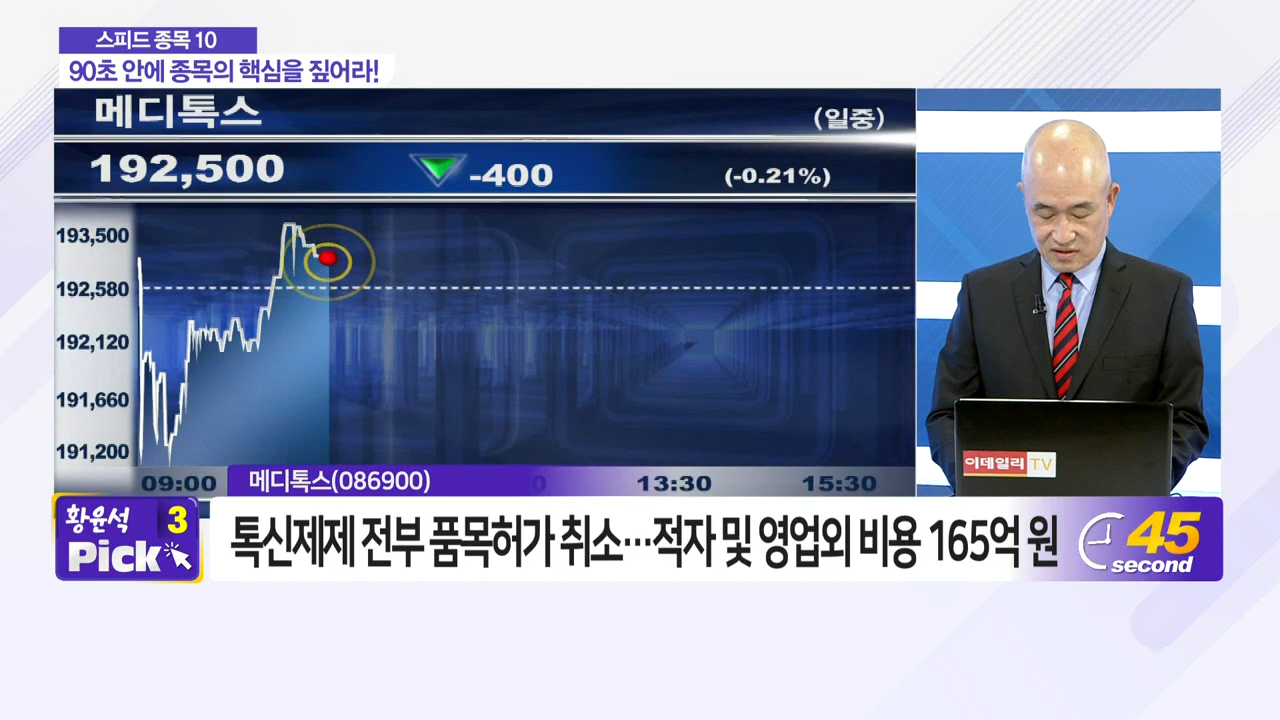 스피드 종목 10
90초 안에 종목의 핵심을 짚어라!
메디톡스
(일중)
192,500
-400
(-0.21%)
193,500
192,580
192,120
191,660
191,200
09:00
13:30
15:30
메디톡스(086900)
이데일리 TV
황윤석 3
Pick
톡신제제 전부 품목허가 취소…적자 및 영업외 비용 165억 원
45
second